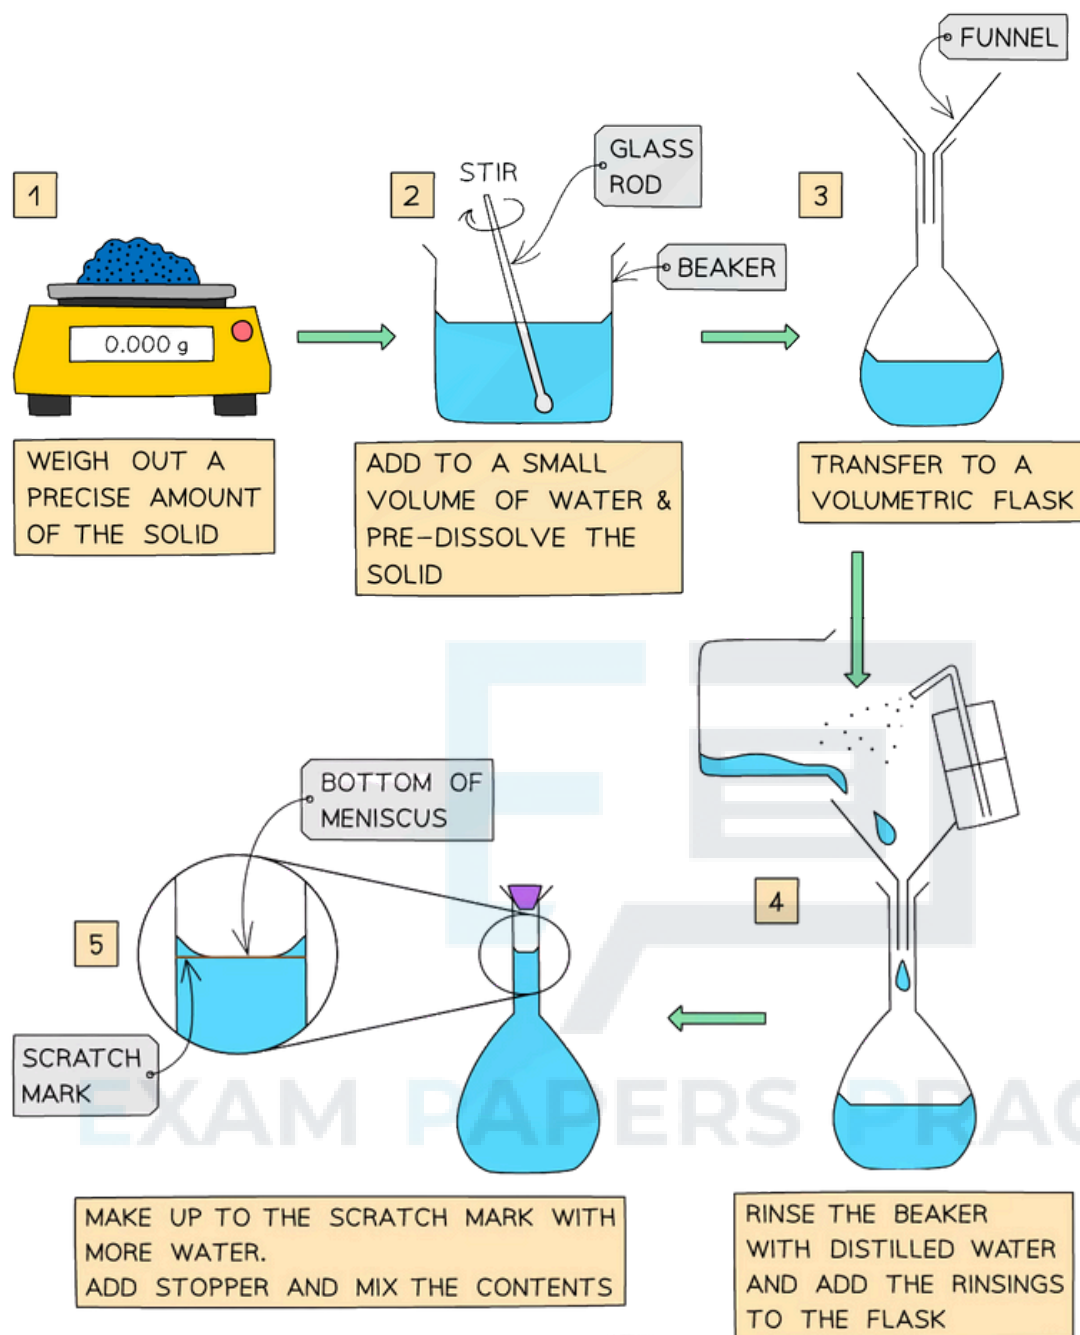 FUNNEL
GLASS
ROD
1
STIR
2
3
BEAKER
0.000 g
WEIGH OUT A
PRECISE AMOUNT
OF THE SOLID
ADD TO A SMALL
VOLUME OF WATER &
PRE-DISSOLVE THE
SOLID
TRANSFER TO A
VOLUMETRIC FLASK
BOTTOM OF
MENISCUS
4
5
SCRATCH
MARK
EXAM PAPERS PRAC
MAKE UP TO THE SCRATCH MARK WITH
MORE WATER.
ADD STOPPER AND MIX THE CONTENTS
RINSE THE BEAKER
WITH DISTILLED WATER
AND ADD THE RINSINGS
TO THE FLASK